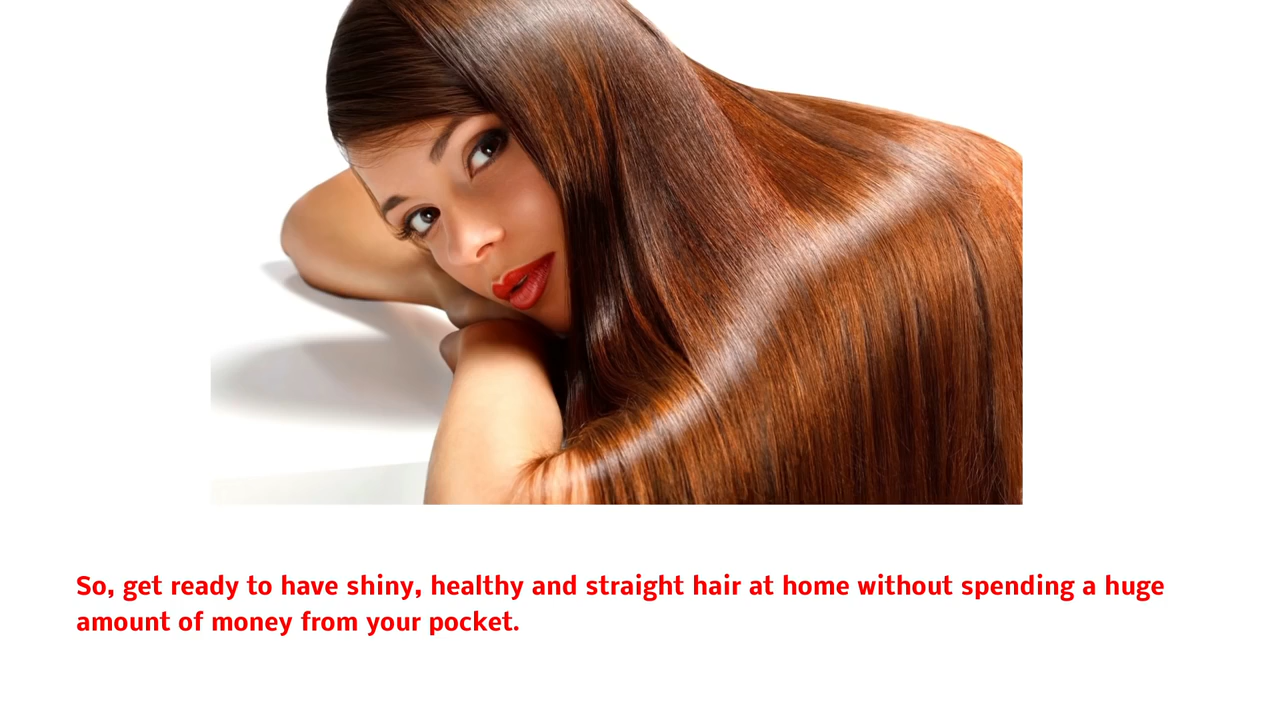 So, get ready to have shiny, healthy and straight hair at home without spending a huge
amount of money from your pocket.